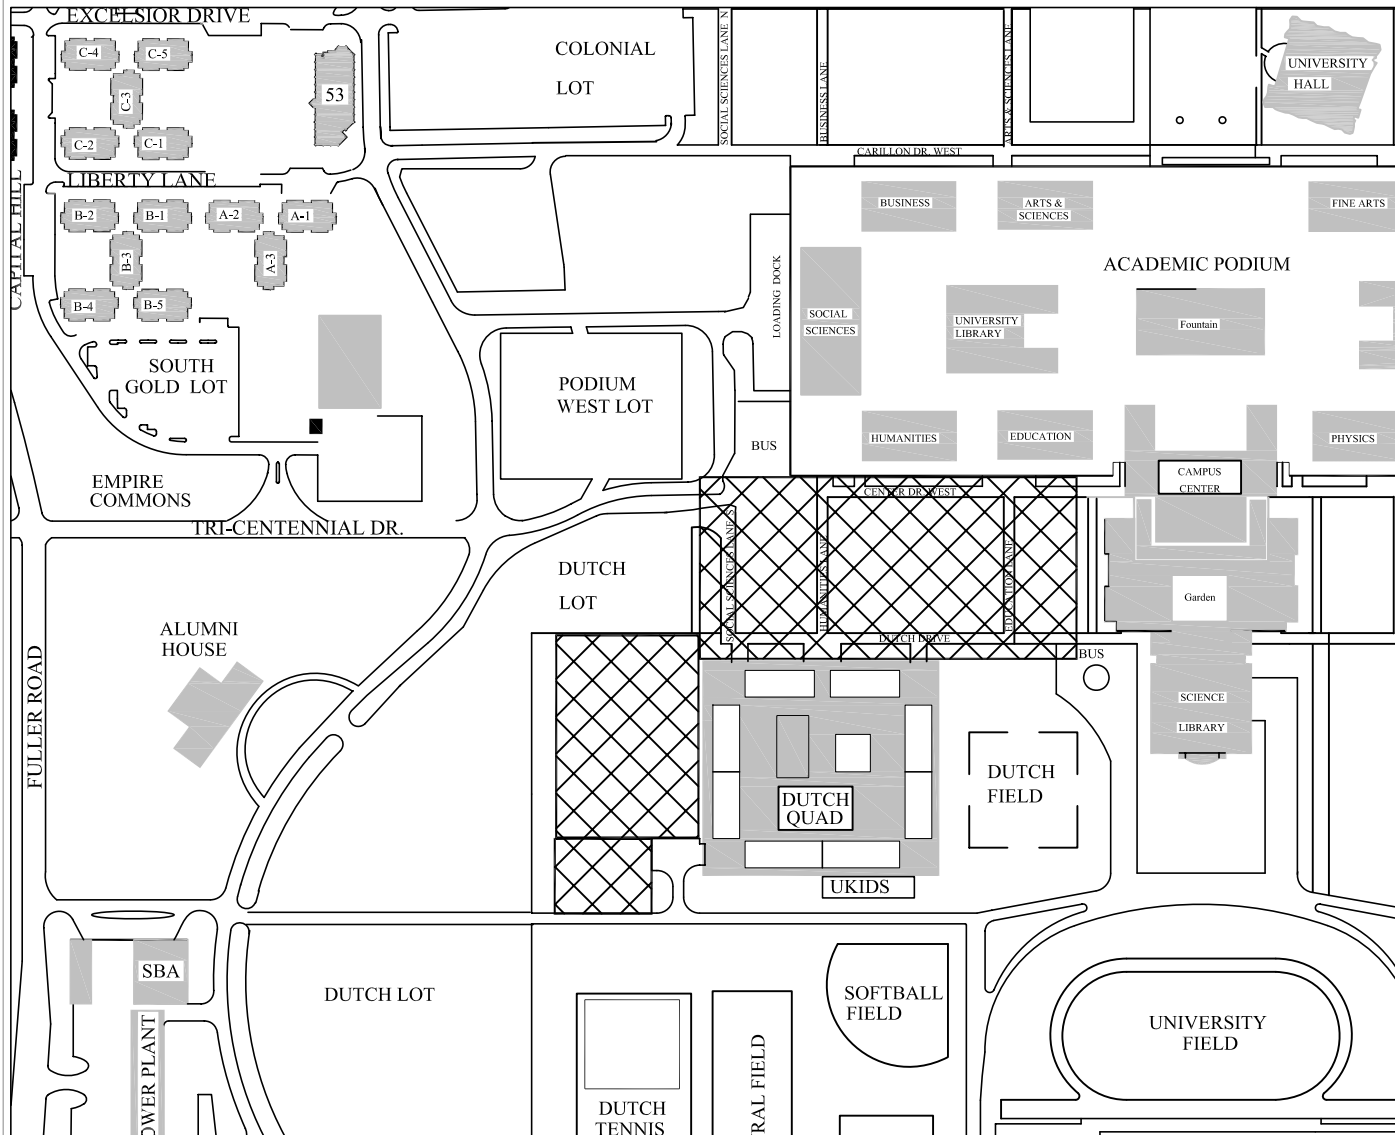 EXCELSIOR DRIVE
C-4
C-5
C-3
C-2
C-1
53
COLONIAL
LOT
SOCIAL SCIENCES LANE N
BUSINESS LANE
ARTS & SCIENCES LANE
UNIVERSITY
HALL
CARILLON DR. WEST
LIBERTY LANE
CAPITAL HILL
B-2
B-1
A-2
A-1
B-3
A-3
B-4
B-5
BUSINESS
ARTS &
SCIENCES
FINE ARTS
ACADEMIC PODIUM
LOADING DOCK
SOCIAL
SCIENCES
UNIVERSITY
LIBRARY
Fountain
SOUTH
GOLD LOT
PODIUM
WEST LOT
BUS
HUMANITIES
EDUCATION
PHYSICS
CAMPUS
CENTER
EMPIRE
COMMONS
CENTER DR. WEST
TRI-CENTENNIAL DR.
SOCIAL SCIENCES LANE S
HUMANITIES LANE
EDUCATION LANE
DUTCH
LOT
Garden
ALUMNI
HOUSE
DUTCH DRIVE
BUS
FULLER ROAD
SCIENCE
LIBRARY
DUTCH
QUAD
DUTCH
FIELD
UKIDS
SBA
DUTCH LOT
SOFTBALL
FIELD
UNIVERSITY
FIELD
OWER PLANT
DUTCH
TENNIS
RAL FIELD